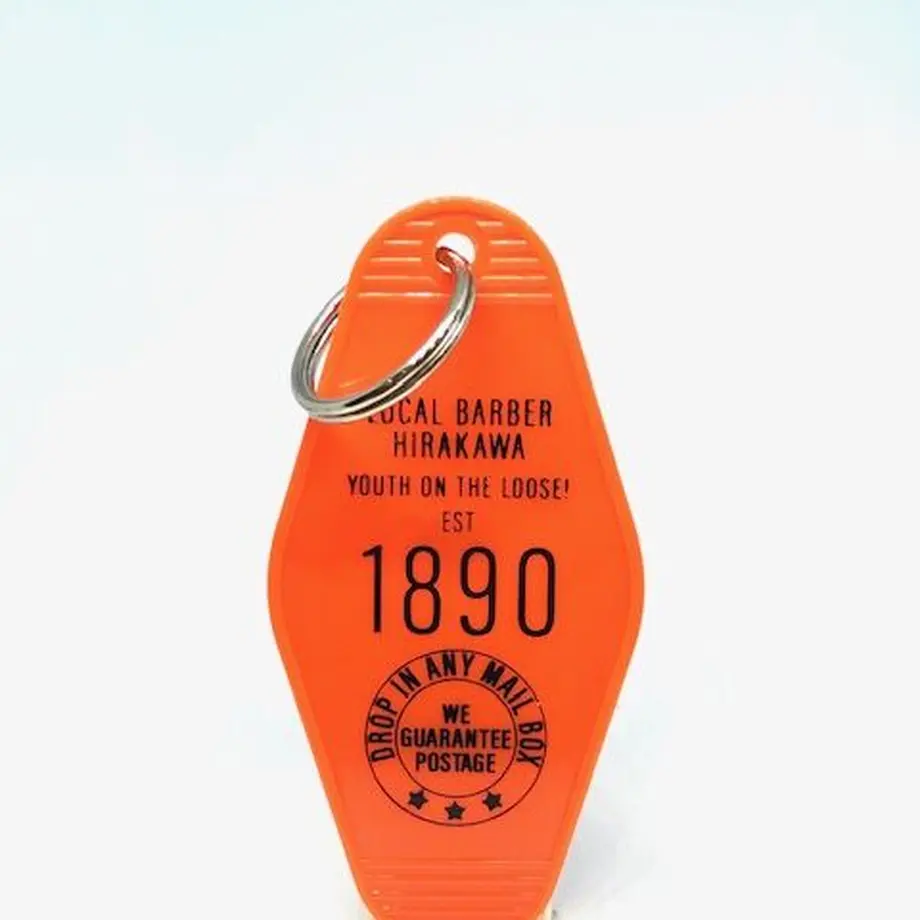 LOCAL BARBER
HIRAKAWA
YOUTH ON THE LOOSE!
EST
1890
DROP IN ANY MAIL BOX
WE
GUARANTEE
POSTAGE